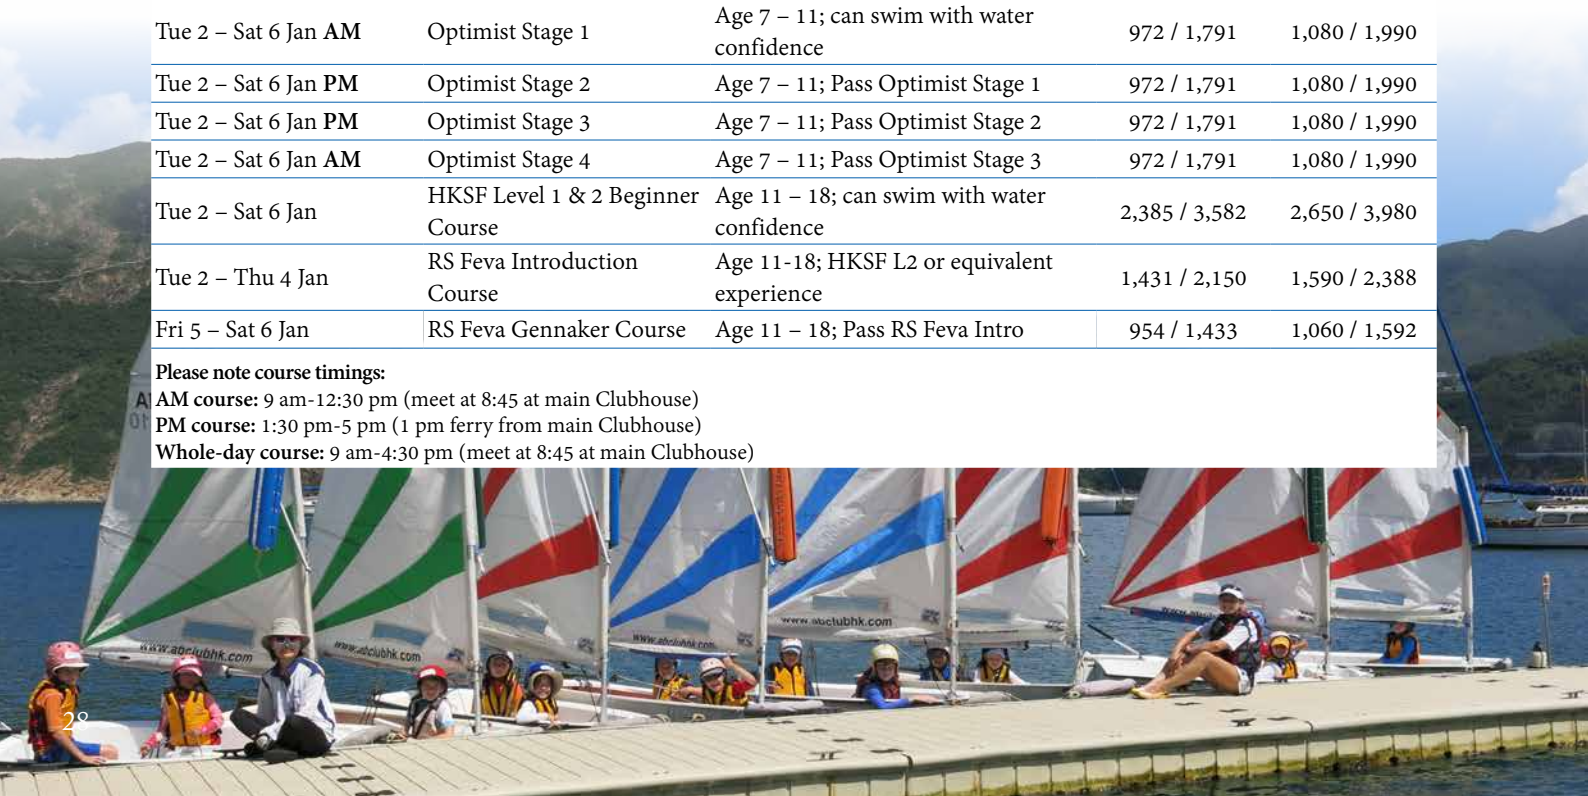 Tue 2 – Sat 6 Jan AM Optimist Stage 1 Age 7 – 11; can swim with water confidence 972 / 1,791 1,080 / 1,990
Tue 2 – Sat 6 Jan PM Optimist Stage 2 Age 7 – 11; Pass Optimist Stage 1 972 / 1,791 1,080 / 1,990
Tue 2 – Sat 6 Jan PM Optimist Stage 3 Age 7 – 11; Pass Optimist Stage 2 972 / 1,791 1,080 / 1,990
Tue 2 – Sat 6 Jan AM Optimist Stage 4 Age 7 – 11; Pass Optimist Stage 3 972 / 1,791 1,080 / 1,990
Tue 2 – Sat 6 Jan HKSF Level 1 & 2 Beginner Course Age 11 – 18; can swim with water confidence 2,385 / 3,582 2,650 / 3,980
Tue 2 – Thu 4 Jan RS Feva Introduction Course Age 11-18; HKSF L2 or equivalent experience 1,431 / 2,150 1,590 / 2,388
Fri 5 – Sat 6 Jan RS Feva Gennaker Course Age 11 – 18; Pass RS Feva Intro 954 / 1,433 1,060 / 1,592
Please note course timings:
AM course: 9 am-12:30 pm (meet at 8:45 at main Clubhouse)
PM course: 1:30 pm-5 pm (1 pm ferry from main Clubhouse)
Whole-day course: 9 am-4:30 pm (meet at 8:45 at main Clubhouse)
www.abclubhk.com
www.abclubhk.com
www.abclubhk.com
www.abclubhk.com
28